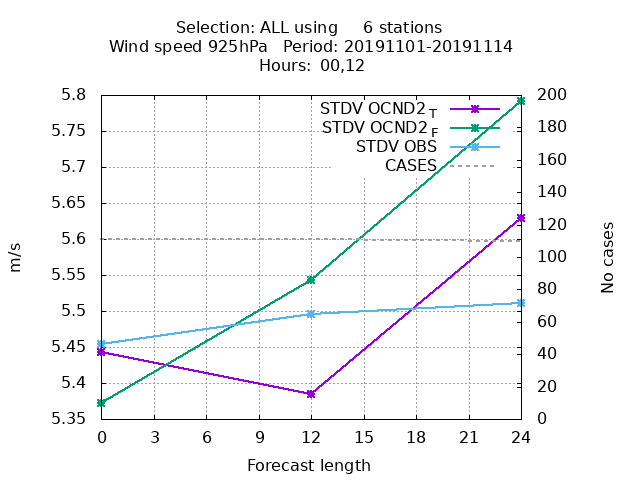 Selection: ALL using     6 stations
Wind speed 925hPa   Period: 20191101-20191114
Hours: 00,12
STDV OCND2 T
STDV OCND2 F
STDV OBS
CASES
5.8
5.75
5.7
5.65
5.6
5.55
5.5
5.45
5.4
5.35
200
180
160
140
120
100
80
60
40
20
0
m/s
No cases
0 3 6 9 12 15 18 21 24
Forecast length